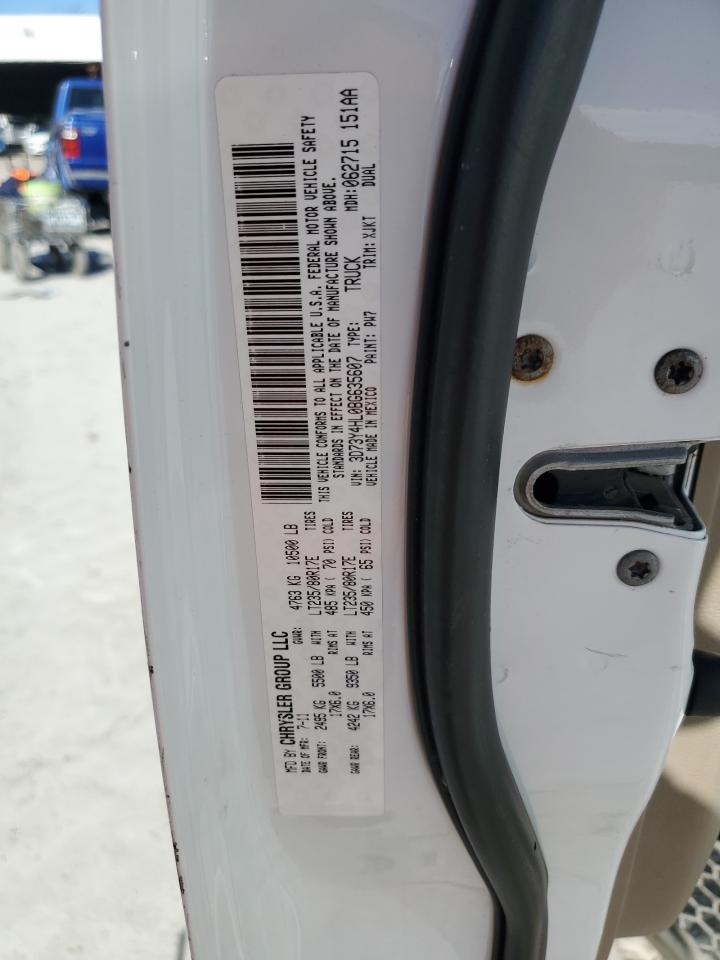 MFD BY CHRYSLER GROUP LLC
DATE OF MFR: 7-11 GVWR: 4763 KG 10500 LB
GAWR FRONT: 2495 KG 5500 LB WITH LT235/80R17E TIRES
17X6.0 RIMS AT 485 KPA ( 70 PSI) COLD
GAWR REAR: 4242 KG 9350 LB WITH LT235/80R17E TIRES
17X6.0 RIMS AT 450 KPA ( 65 PSI) COLD
THIS VEHICLE CONFORMS TO ALL APPLICABLE U.S.A. FEDERAL MOTOR VEHICLE SAFETY
STANDARDS IN EFFECT ON THE DATE OF MANUFACTURE SHOWN ABOVE.
VIN: 3D73Y4HL0BG635607 TYPE: TRUCK MDH: 062715 151AA
VEHICLE MADE IN MEXICO PAINT: PW7 TRIM: XJKT DUAL